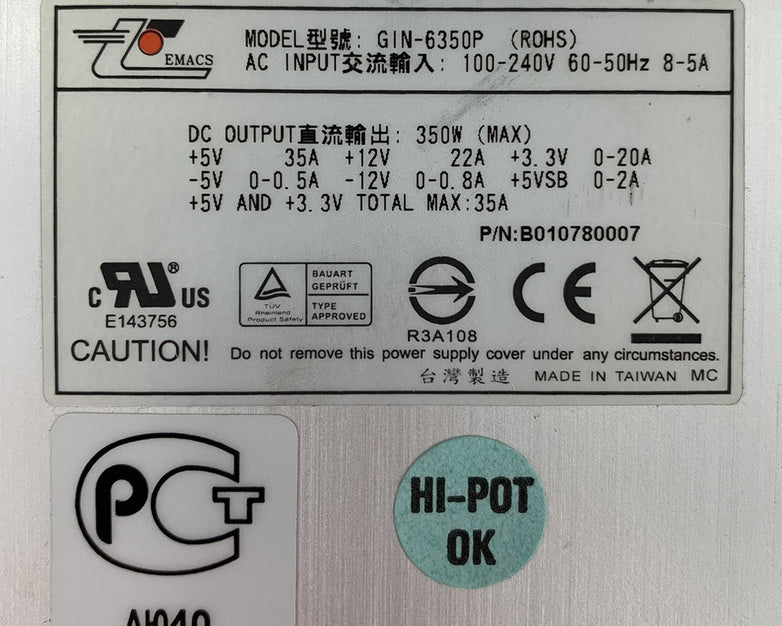 EMACS
MODEL型號: GIN-6350P (ROHS)
AC INPUT交流輸入: 100-240V 60-50Hz 8-5A
DC OUTPUT直流輸出: 350W (MAX)
+5V 35A +12V 22A +3.3V 0-20A
-5V 0-0.5A -12V 0-0.8A +5VSB 0-2A
+5V AND +3.3V TOTAL MAX:35A
P/N:B010780007
C RU ® US
E143756
TÜV
Rheinland
Product Safety
BAUART
GEPRÜFT
TYPE
APPROVED
R3A108
CE
CAUTION! Do not remove this power supply cover under any circumstances.
台灣製造 MADE IN TAIWAN MC
PCT
HI-POT
OK